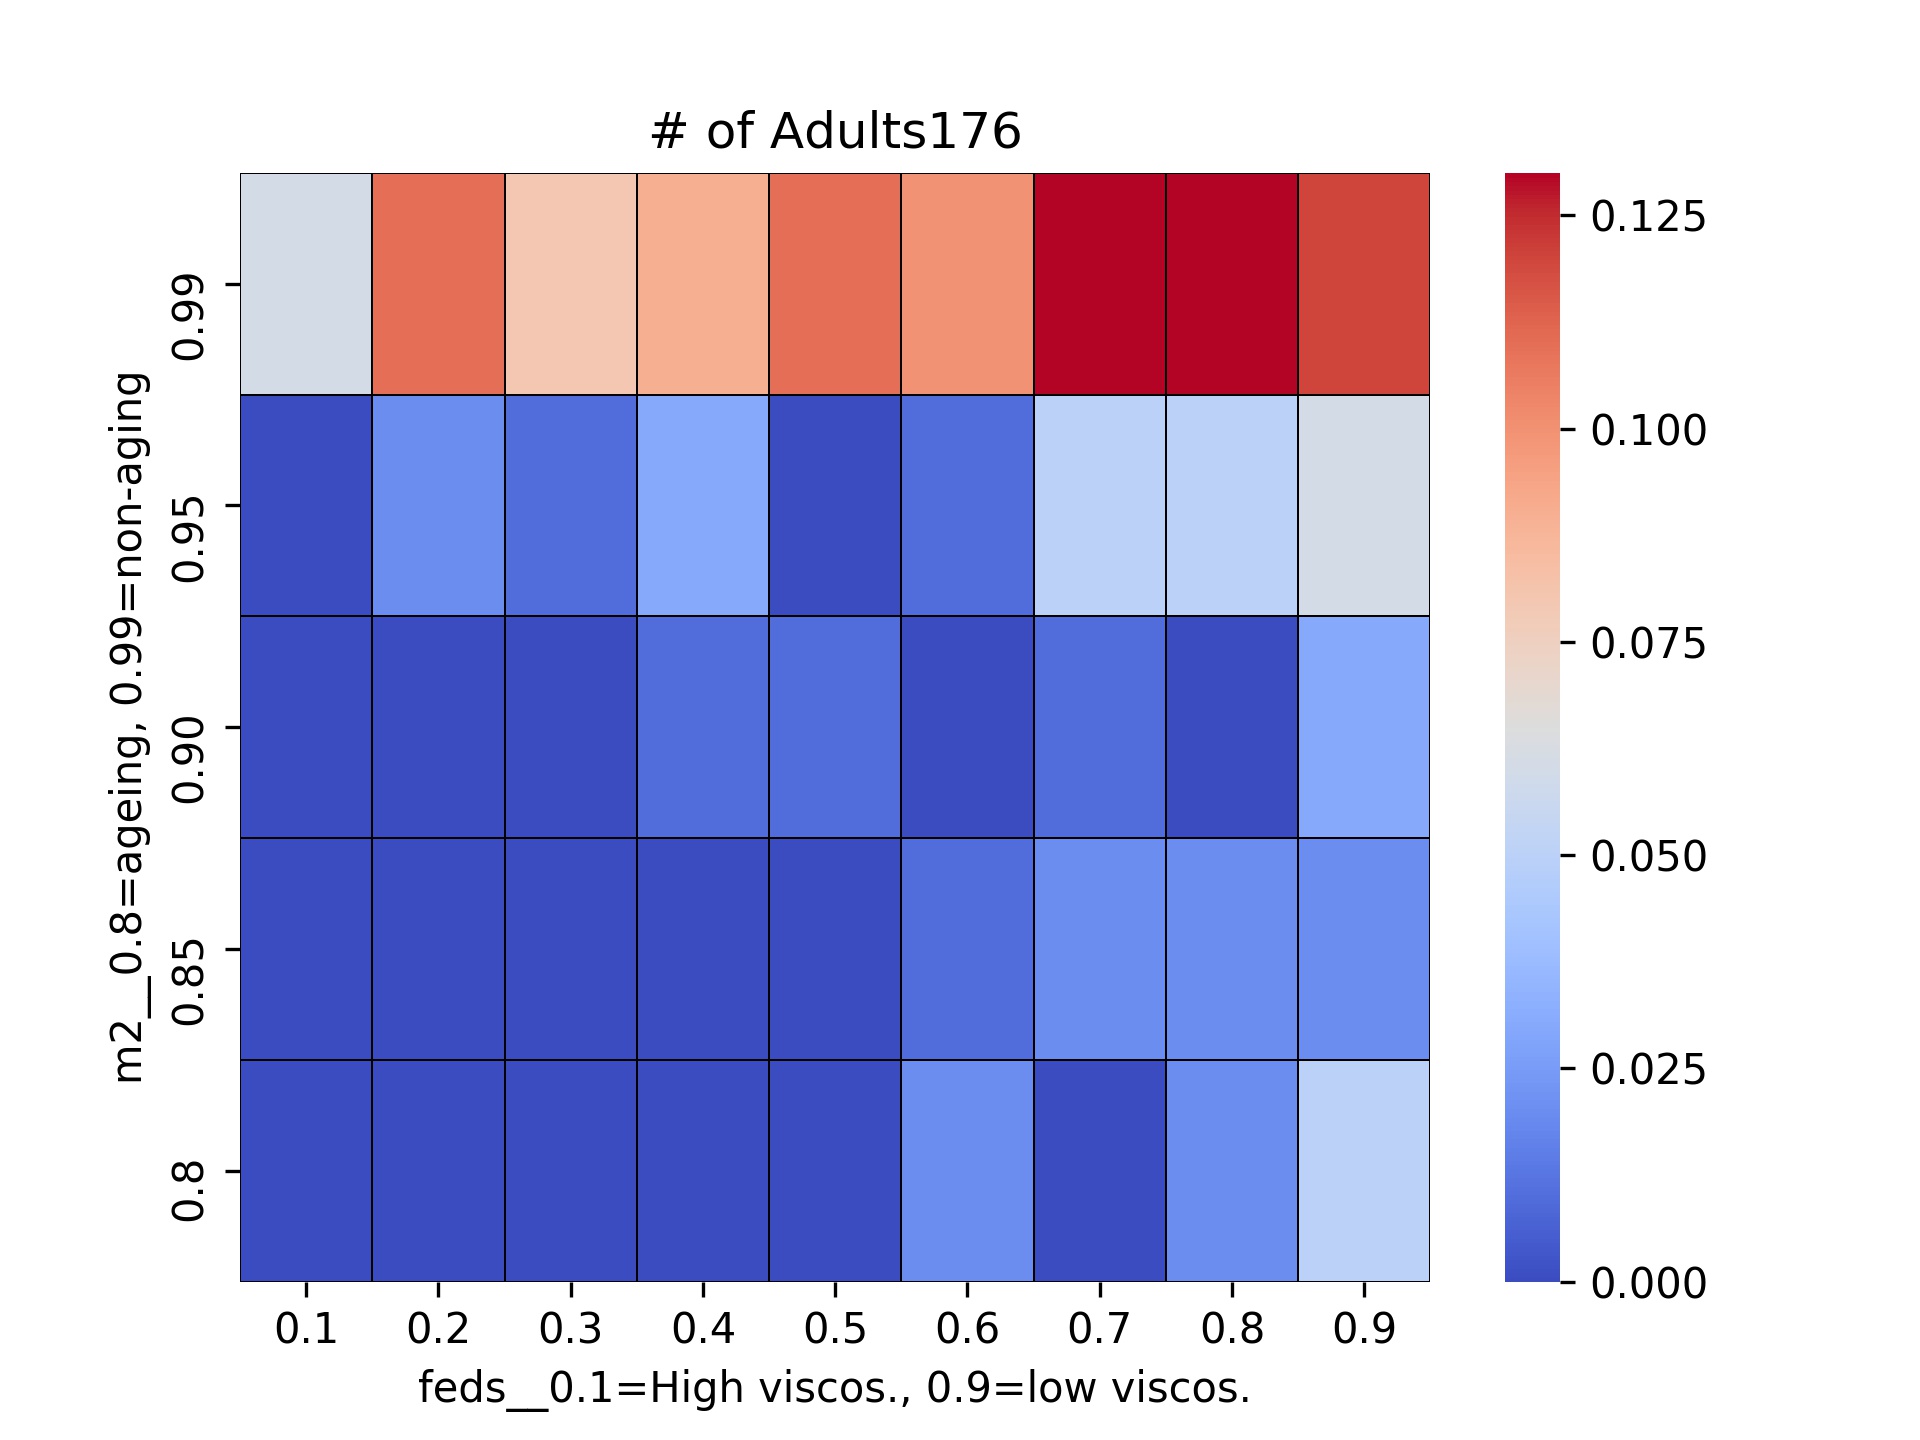 # of Adults176
m2__0.8=ageing, 0.99=non-aging
0.99
0.95
0.90
0.85
0.8
0.1 0.2 0.3 0.4 0.5 0.6 0.7 0.8 0.9
feds__0.1=High viscos., 0.9=low viscos.
0.125
0.100
0.075
0.050
0.025
0.000